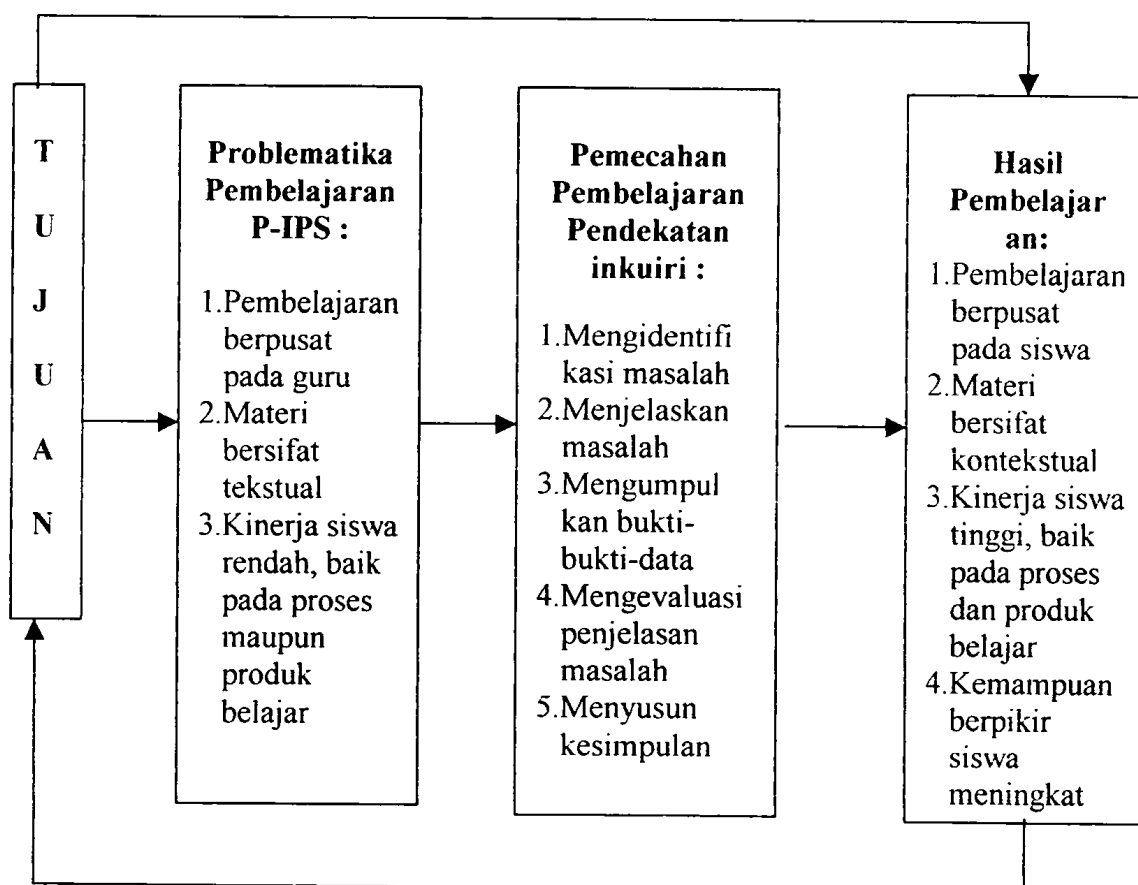 T
U
J
U
A
N
Problematika
Pembelajaran
P-IPS :
1.Pembelajaran
berpusat
pada guru
2.Materi
bersifat
tekstual
3.Kinerja siswa
rendah, baik
pada proses
maupun
produk
belajar
Pemecahan
Pembelajaran
Pendekatan
inkuiri :
1.Mengidentifi
kasi masalah
2.Menjelaskan
masalah
3.Mengumpul
kan bukti-
bukti-data
4.Mengevaluasi
penjelasan
masalah
5.Menyusun
kesimpulan
Hasil
Pembelajar
an:
1.Pembelajaran
berpusat
pada siswa
2.Materi
bersifat
kontekstual
3.Kinerja siswa
tinggi, baik
pada proses
dan produk
belajar
4.Kemampuan
berpikir
siswa
meningkat